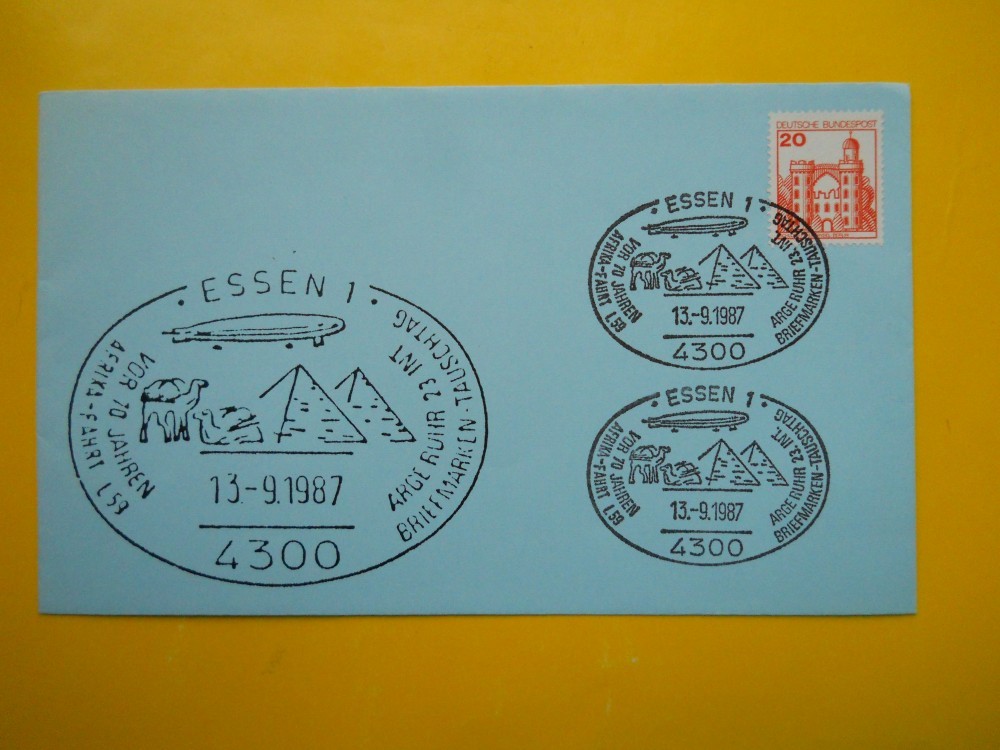 DEUTSCHE BUNDESPOST
20
BERLIN
ESSEN 1
VOR 70 JAHREN
AFRIKA-FAHRT L59
ARGE RUHR 23. INT.
BRIEFMARKEN-TAUSCHTAG
13.-9.1987
4300
ESSEN 1
VOR 70 JAHREN
AFRIKA-FAHRT L59
ARGE RUHR 23 INT
BRIEFMARKEN-TAUSCHTAG
13-9.1987
4300
ESSEN 1
VOR 70 JAHREN
AFRIKA-FAHRT L59
ARGE RUHR 23. INT.
BRIEFMARKEN-TAUSCHTAG
13.-9.1987
4300